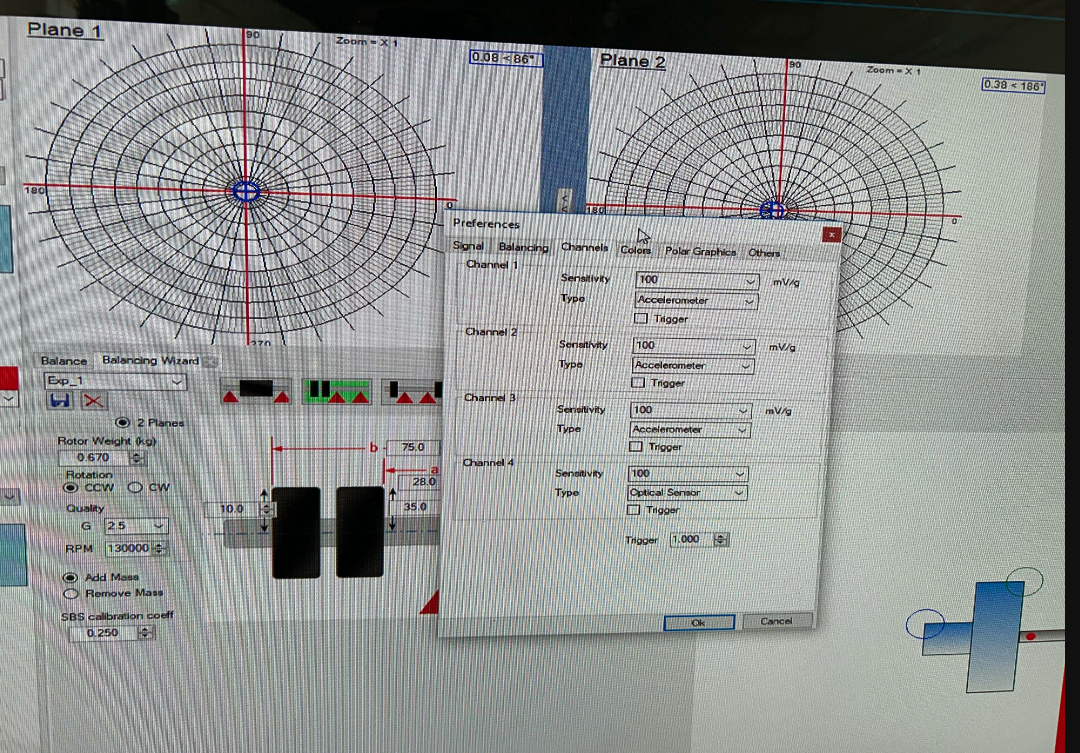 Plane 1
90
Zoom = X 1
0.08 < 86°
180
0
270
Plane 2
90
Zoom = X 1
0.38 < 186°
180
0
Preferences
x
Signal Balancing Channels Colors Polar Graphics Others
Channel 1
Sensitivity 100 mV/g
Type Accelerometer
Trigger
Channel 2
Sensitivity 100 mV/g
Type Accelerometer
Trigger
Channel 3
Sensitivity 100 mV/g
Type Accelerometer
Trigger
Channel 4
Sensitivity 100
Type Optical Sensor
Trigger
Trigger 1.000
Ok Cancel
Balance Balancing Wizard
Exp_1
2 Planes
Rotor Weight (kg)
0.670
Rotation
CCW CW
Quality
G 2.5
RPM 130000
Add Mass
Remove Mass
SBS calibration coeff
0.250
b 75.0
a
28.0
10.0
35.0